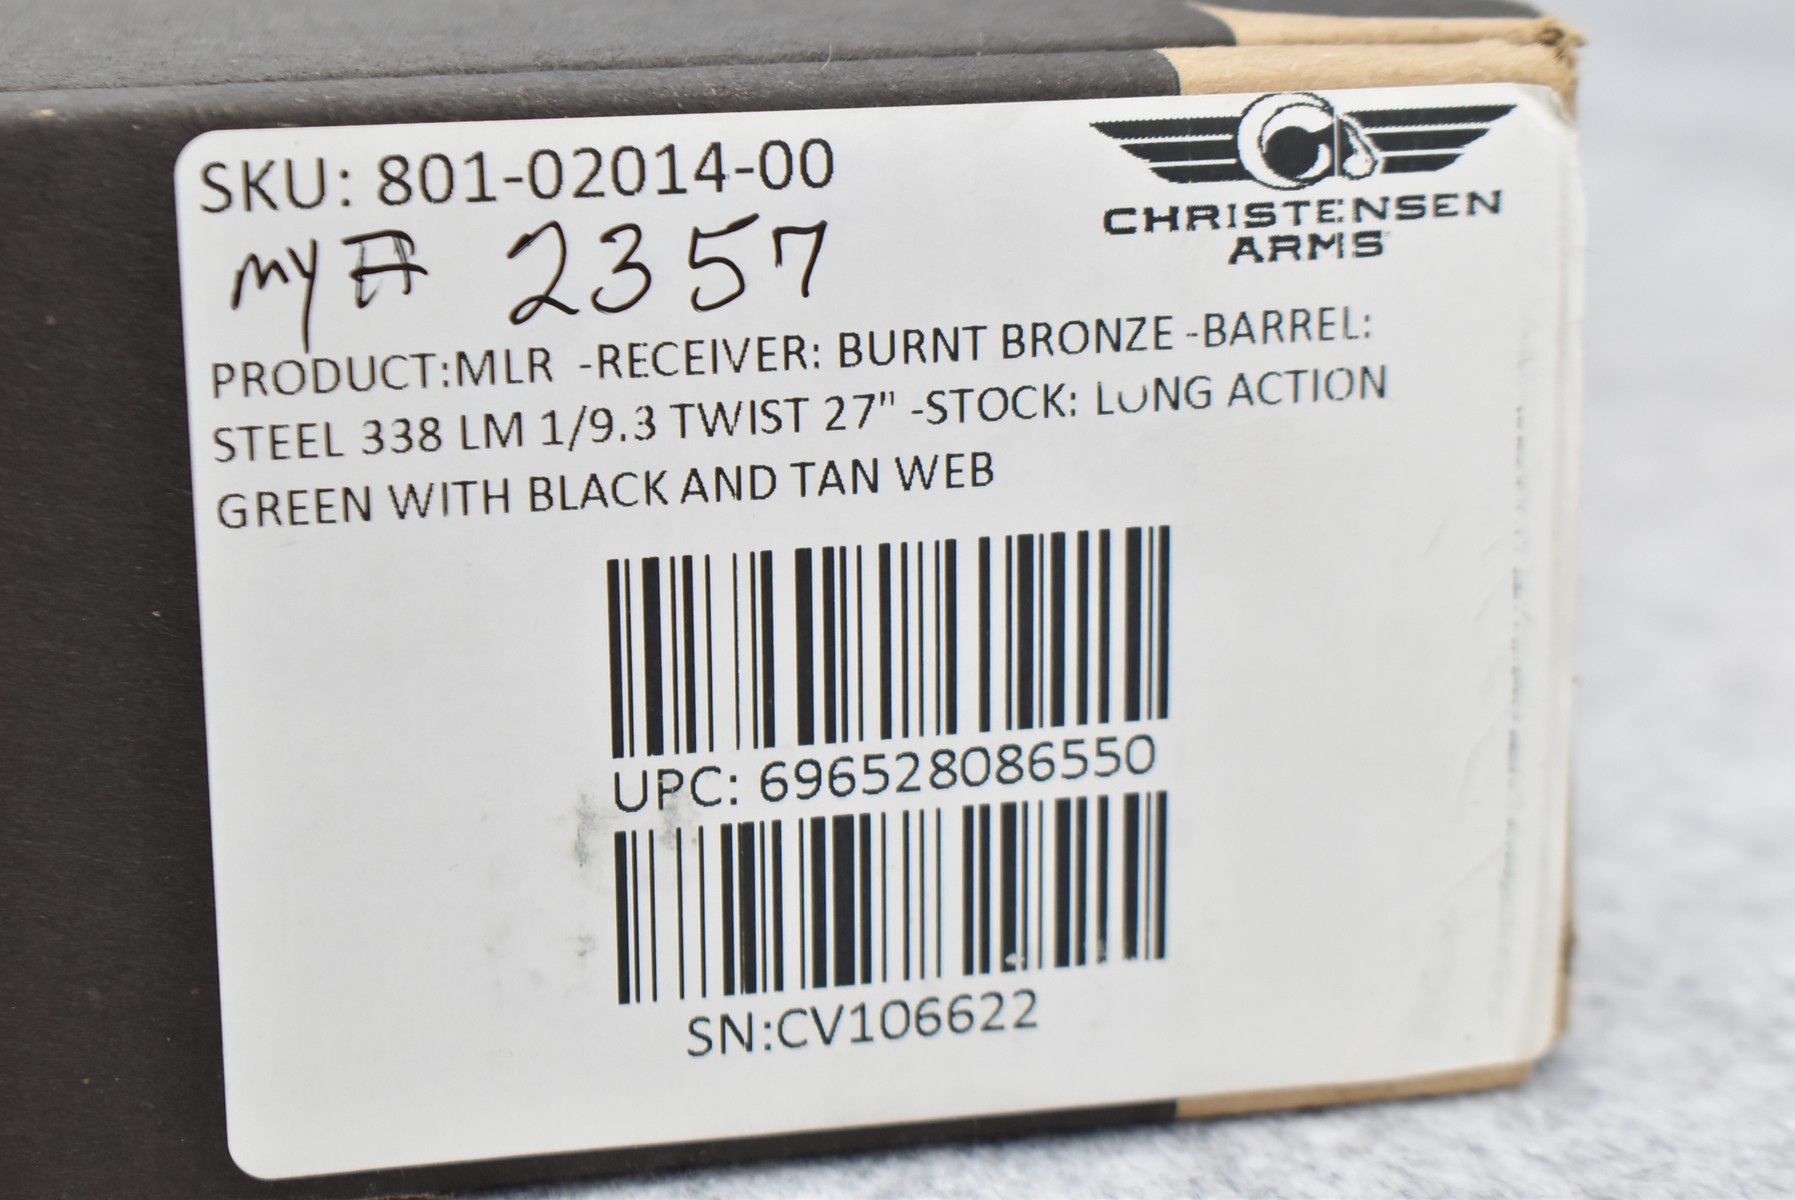 SKU: 801-02014-00
CHRISTENSEN
ARMS
my # 2357
PRODUCT:MLR -RECEIVER: BURNT BRONZE -BARREL:
STEEL 338 LM 1/9.3 TWIST 27" -STOCK: LONG ACTION
GREEN WITH BLACK AND TAN WEB
UPC: 696528086550
SN:CV106622